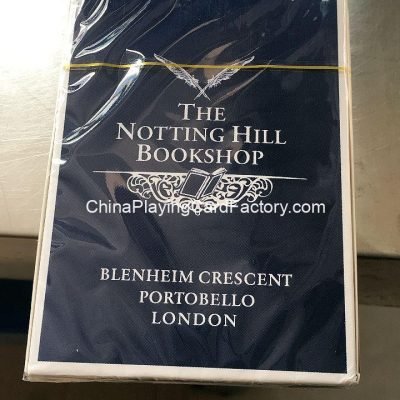 THE
NOTTING HILL
BOOKSHOP
ChinaPlayingCardFactory.com
BLENHEIM CRESCENT
PORTOBELLO
LONDON